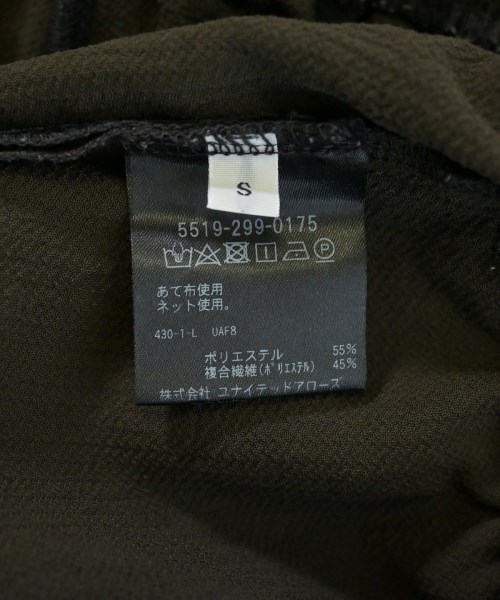 S
5519-299-0175
あて布使用
ネット使用。
430-1-L UAF8
ポリエステル 55%
複合繊維(ポリエステル) 45%
株式会社 ユナイテッドアローズ